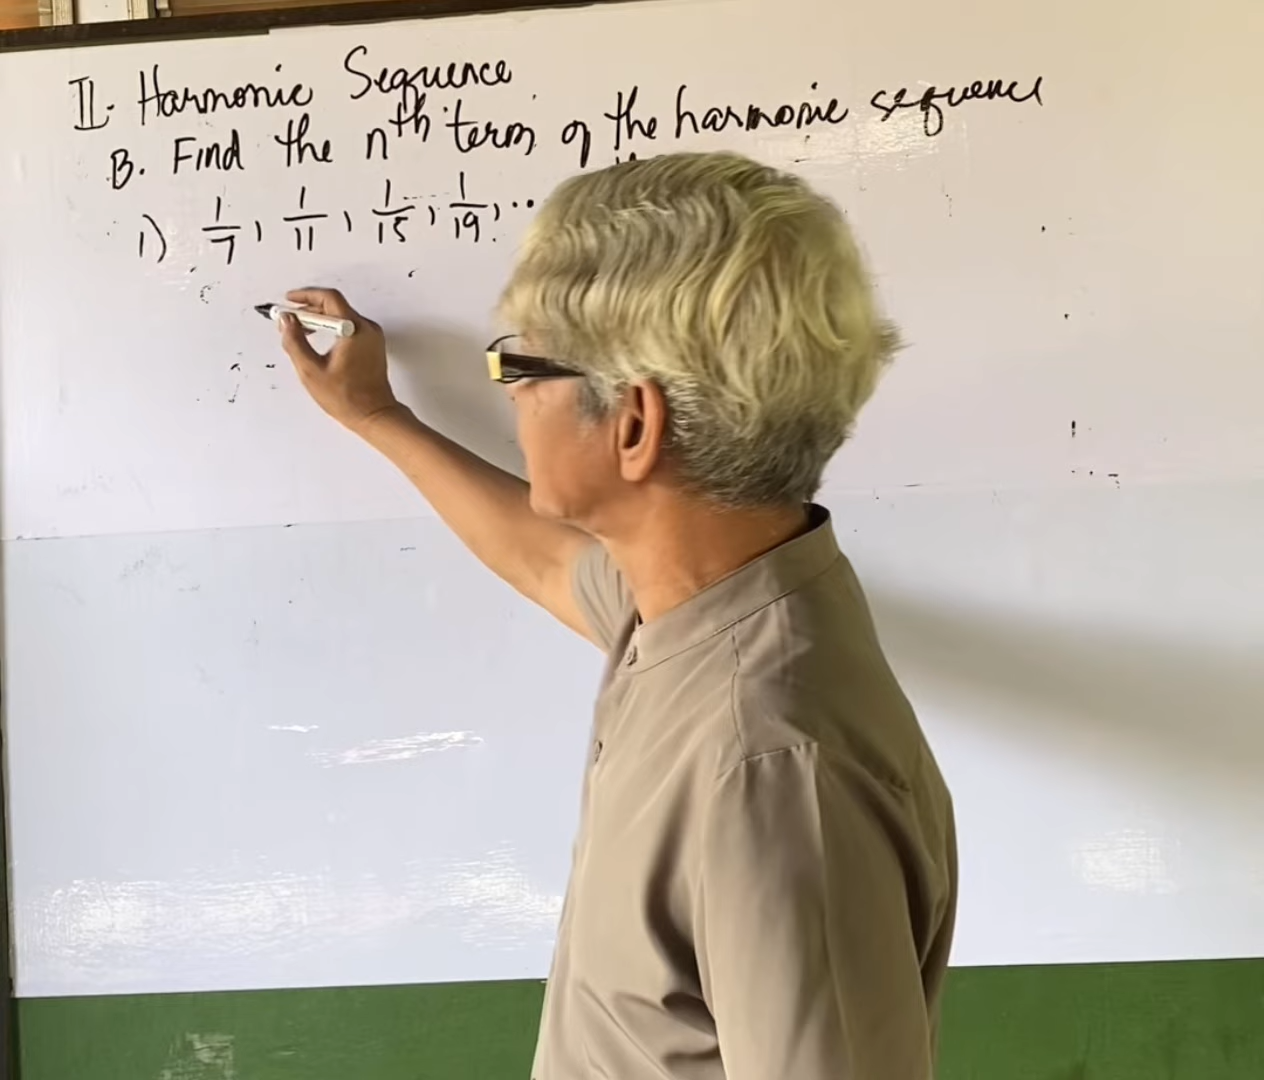 II. Harmonic Sequence
B. Find the nth term of the harmonic sequence
1) 1/7, 1/11, 1/15, 1/19, ...